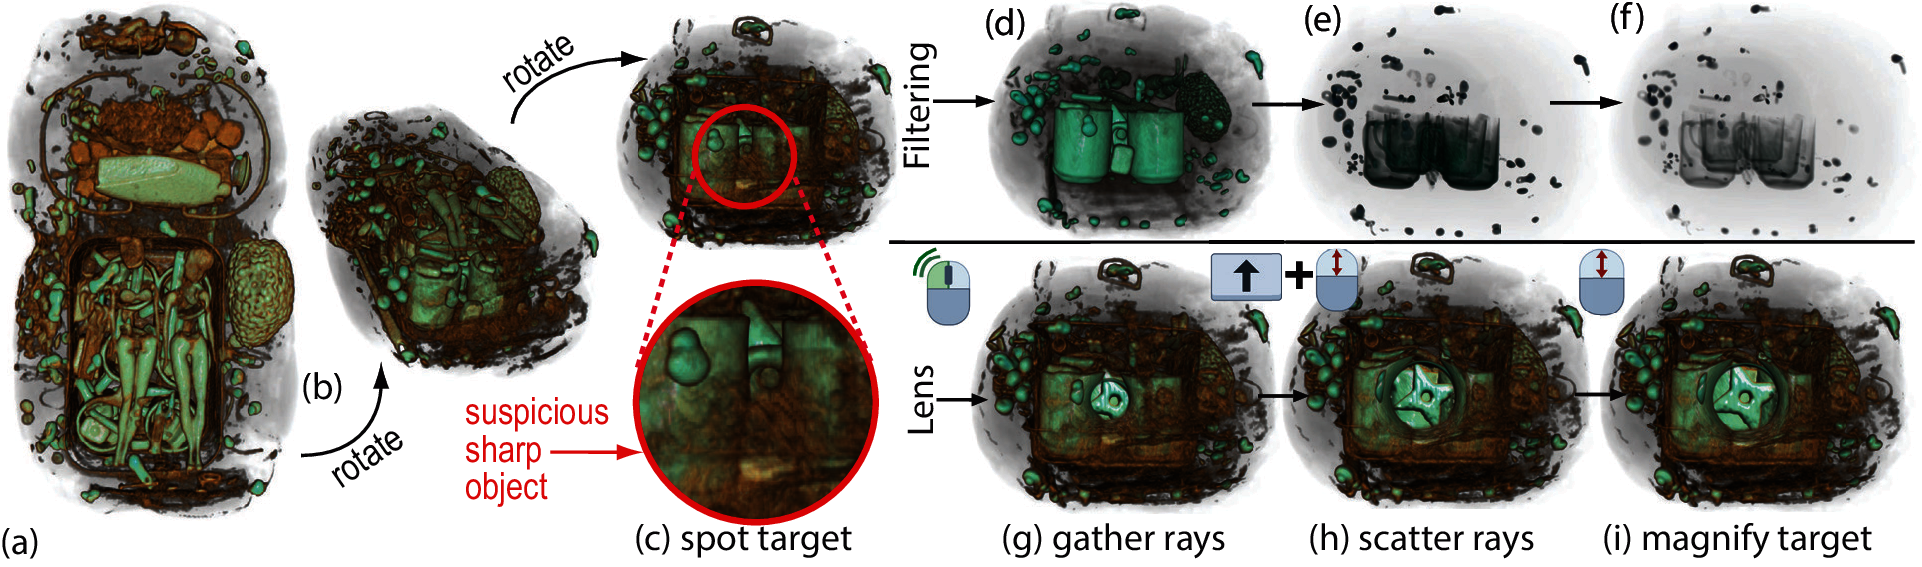 (a)
(b)
rotate
rotate
suspicious
sharp
object
(c) spot target
Filtering
(d)
(e)
(f)
Lens
(g) gather rays
(h) scatter rays
(i) magnify target